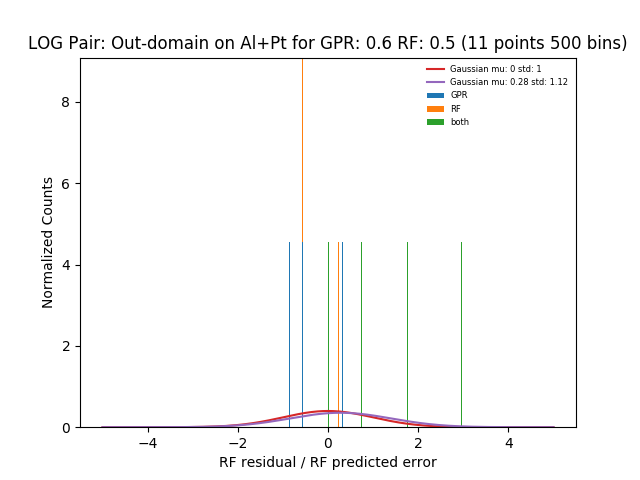 LOG Pair: Out-domain on Al+Pt for GPR: 0.6 RF: 0.5 (11 points 500 bins)
Gaussian mu: 0 std: 1
Gaussian mu: 0.28 std: 1.12
GPR
RF
both
8
6
4
2
0
Normalized Counts
−4
−2
0
2
4
RF residual / RF predicted error